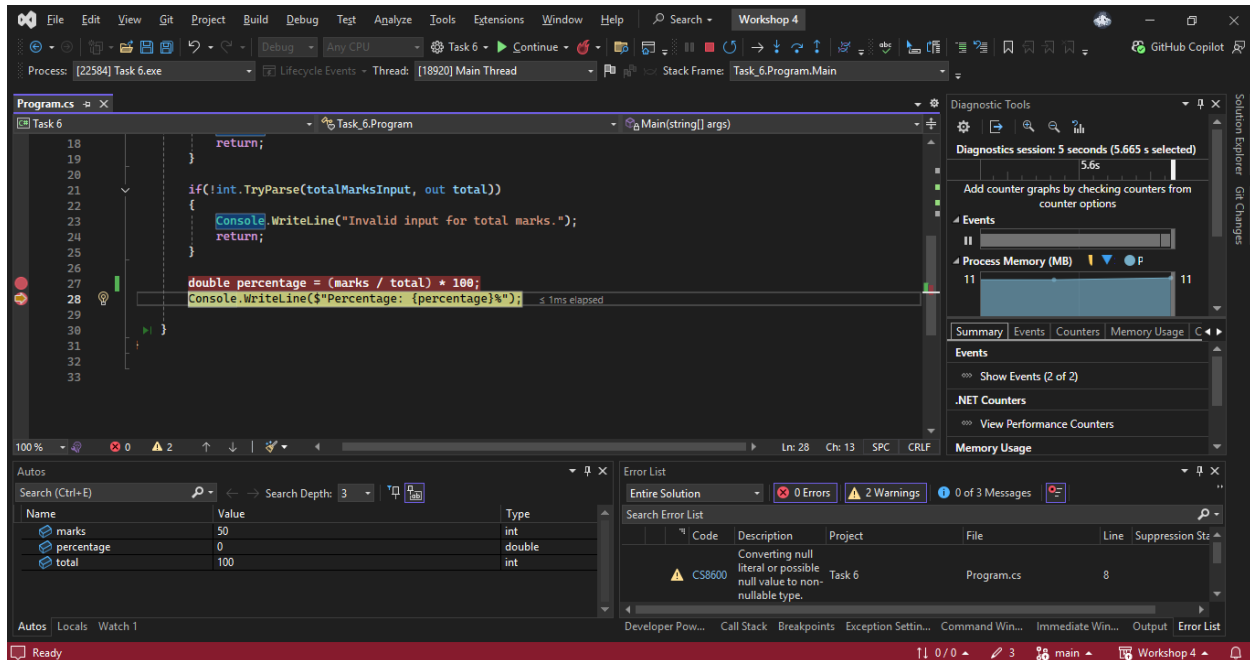 File Edit View Git Project Build Debug Test Analyze Tools Extensions Window Help Search Workshop 4
Debug Any CPU Task 6 Continue GitHub Copilot
Process: [22584] Task 6.exe Lifecycle Events Thread: [18920] Main Thread Stack Frame: Task_6.Program.Main
Program.cs
Task 6 Task_6.Program Main(string[] args)
18 return;
19 }
20
21 if(!int.TryParse(totalMarksInput, out total))
22 {
23 Console.WriteLine("Invalid input for total marks.");
24 return;
25 }
26
27 double percentage = (marks / total) * 100;
28 Console.WriteLine($"Percentage: {percentage}%"); ≤ 1ms elapsed
29
30 }
31
32
33
100 % 0 2 Ln: 28 Ch: 13 SPC CRLF
Diagnostic Tools
Diagnostics session: 5 seconds (5.665 s selected)
5.6s
Add counter graphs by checking counters from
counter options
Events
Process Memory (MB) P
11 11
Summary Events Counters Memory Usage C
Events
Show Events (2 of 2)
.NET Counters
View Performance Counters
Memory Usage
Solution Explorer
Git Changes
Autos
Search (Ctrl+E) Search Depth: 3
Name Value Type
marks 50 int
percentage 0 double
total 100 int
Autos Locals Watch 1
Error List
Entire Solution 0 Errors 2 Warnings 0 of 3 Messages
Search Error List
Code Description Project File Line Suppression Sta
CS8600 Converting null
literal or possible
null value to non-
nullable type. Task 6 Program.cs 8
Developer Pow... Call Stack Breakpoints Exception Settin... Command Win... Immediate Win... Output Error List
Ready 0 / 0 3 main Workshop 4